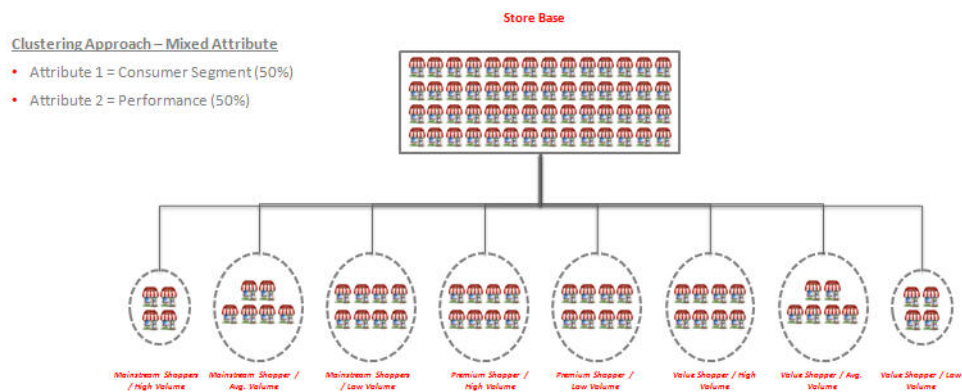 Store Base
Clustering Approach – Mixed Attribute
• Attribute 1 = Consumer Segment (50%)
• Attribute 2 = Performance (50%)
Mainstream Shoppers
/ High Volume
Mainstream Shopper /
Avg. Volume
Mainstream Shoppers
/ Low Volume
Premium Shopper /
High Volume
Premium Shopper /
Low Volume
Value Shopper / High
Volume
Value Shopper / Avg.
Volume
Value Shopper / Low
Volume